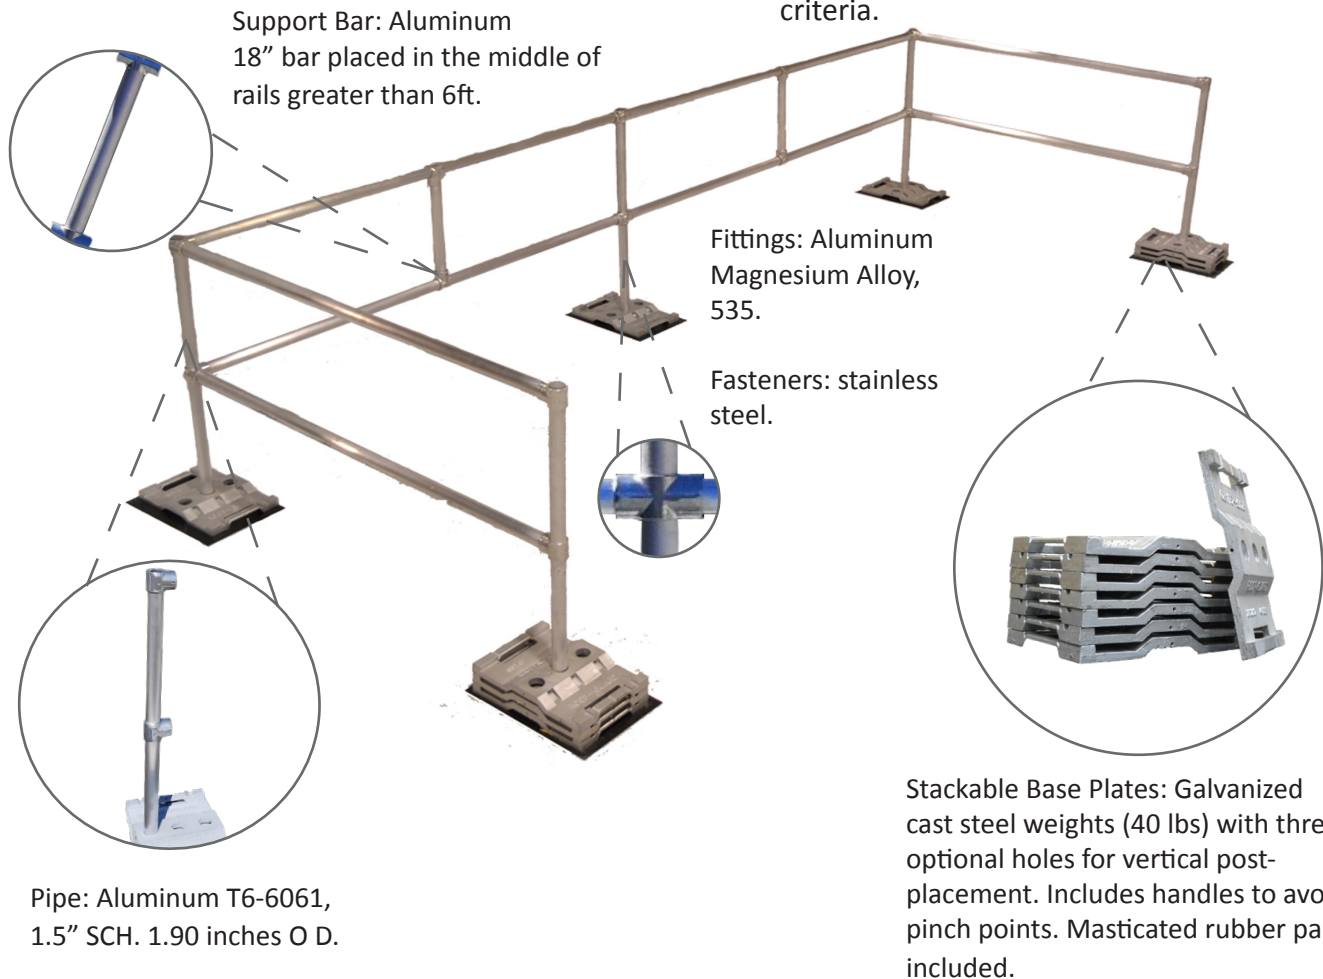 criteria.
Support Bar: Aluminum
18” bar placed in the middle of
rails greater than 6ft.
Fittings: Aluminum
Magnesium Alloy,
535.
Fasteners: stainless
steel.
Stackable Base Plates: Galvanized
cast steel weights (40 lbs) with thre
optional holes for vertical post-
placement. Includes handles to avo
pinch points. Masticated rubber pa
included.
Pipe: Aluminum T6-6061,
1.5” SCH. 1.90 inches O D.